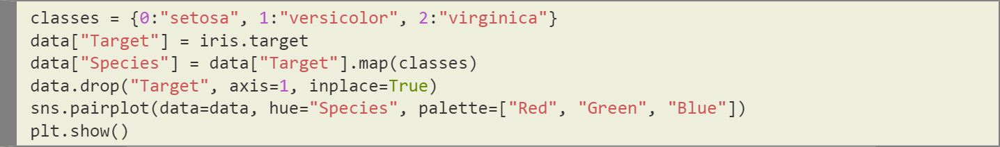 classes = {0:"setosa", 1:"versicolor", 2:"virginica"}
data["Target"] = iris.target
data["Species"] = data["Target"].map(classes)
data.drop("Target", axis=1, inplace=True)
sns.pairplot(data=data, hue="Species", palette=["Red", "Green", "Blue"])
plt.show()